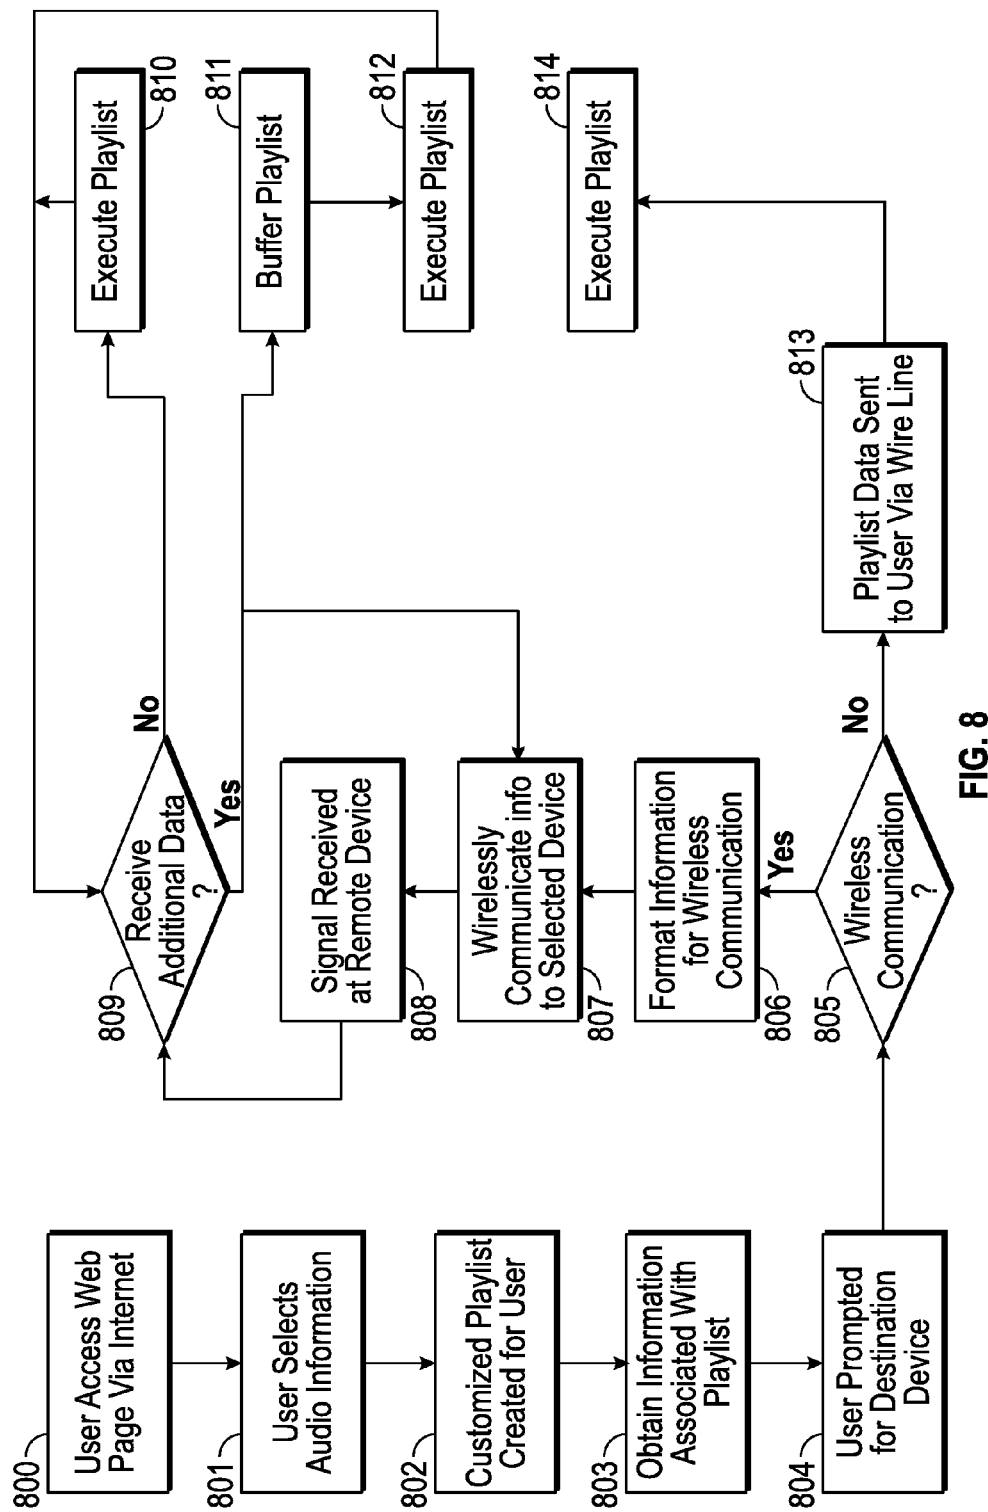 800
User Access Web
Page Via Internet
801
User Selects
Audio Information
802
Customized Playlist
Created for User
803
Obtain Information
Associated With
Playlist
804
User Prompted
for Destination
Device
805
Wireless
Communication
?
Yes
No
806
Format Information
for Wireless
Communication
807
Wirelessly
Communicate info
to Selected Device
808
Signal Received
at Remote Device
809
Receive
Additional Data
?
Yes
No
810
Execute Playlist
811
Buffer Playlist
812
Execute Playlist
813
Playlist Data Sent
to User Via Wire Line
814
Execute Playlist
FIG. 8